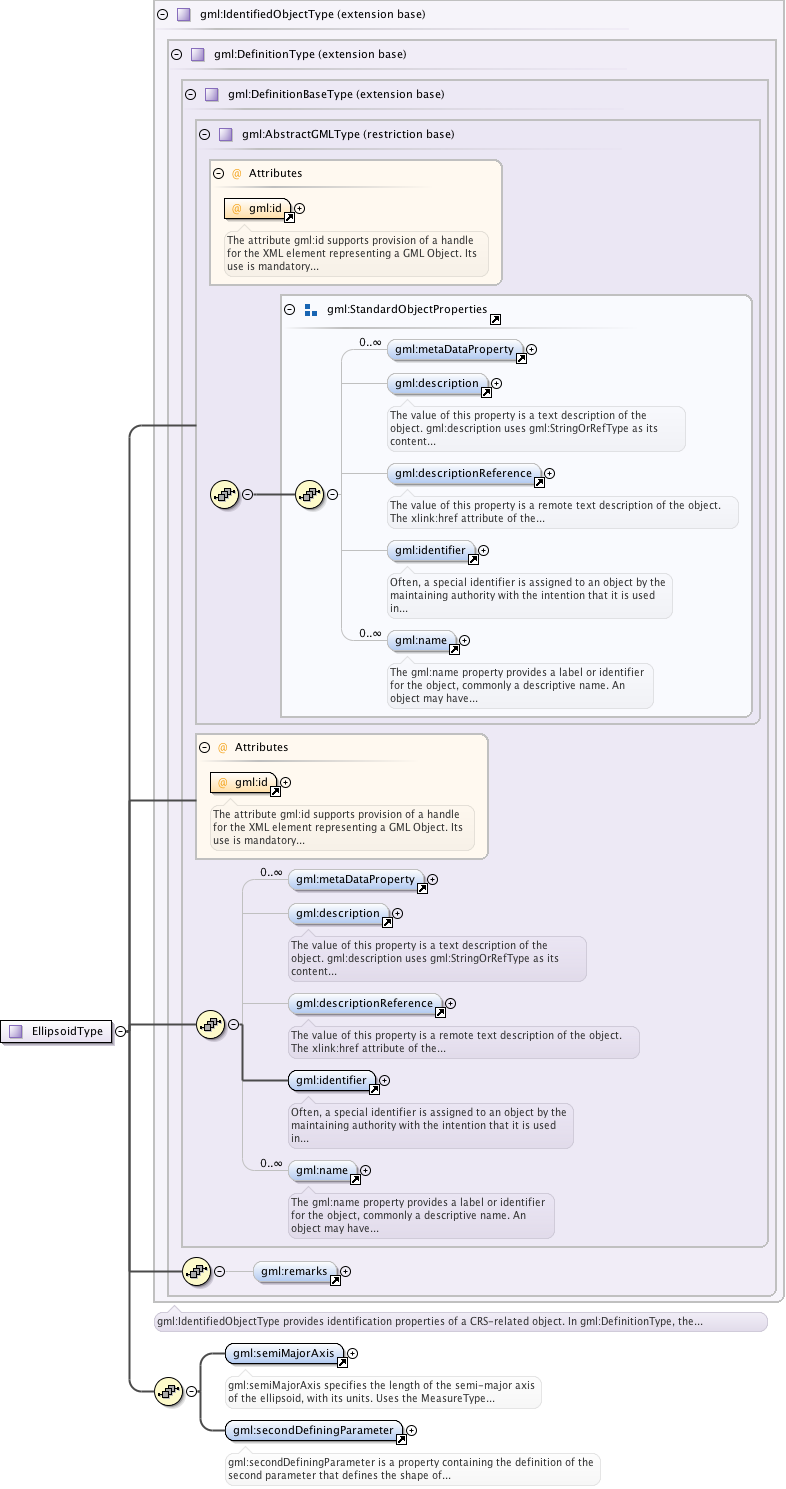 gml:IdentifiedObjectType (extension base)
gml:DefinitionType (extension base)
gml:DefinitionBaseType (extension base)
gml:AbstractGMLType (restriction base)
@ Attributes
@ gml:id
The attribute gml:id supports provision of a handle
for the XML element representing a GML Object. Its
use is mandatory...
gml:StandardObjectProperties
0..∞
gml:metaDataProperty
gml:description
The value of this property is a text description of the
object. gml:description uses gml:StringOrRefType as its
content...
gml:descriptionReference
The value of this property is a remote text description of the object.
The xlink:href attribute of the...
gml:identifier
Often, a special identifier is assigned to an object by the
maintaining authority with the intention that it is used
in...
0..∞
gml:name
The gml:name property provides a label or identifier
for the object, commonly a descriptive name. An
object may have...
@ Attributes
@ gml:id
The attribute gml:id supports provision of a handle
for the XML element representing a GML Object. Its
use is mandatory...
0..∞
gml:metaDataProperty
gml:description
The value of this property is a text description of the
object. gml:description uses gml:StringOrRefType as its
content...
gml:descriptionReference
The value of this property is a remote text description of the object.
The xlink:href attribute of the...
EllipsoidType
gml:identifier
Often, a special identifier is assigned to an object by the
maintaining authority with the intention that it is used
in...
0..∞
gml:name
The gml:name property provides a label or identifier
for the object, commonly a descriptive name. An
object may have...
gml:remarks
gml:IdentifiedObjectType provides identification properties of a CRS-related object. In gml:DefinitionType, the...
gml:semiMajorAxis
gml:semiMajorAxis specifies the length of the semi-major axis
of the ellipsoid, with its units. Uses the MeasureType...
gml:secondDefiningParameter
gml:secondDefiningParameter is a property containing the definition of the
second parameter that defines the shape of...